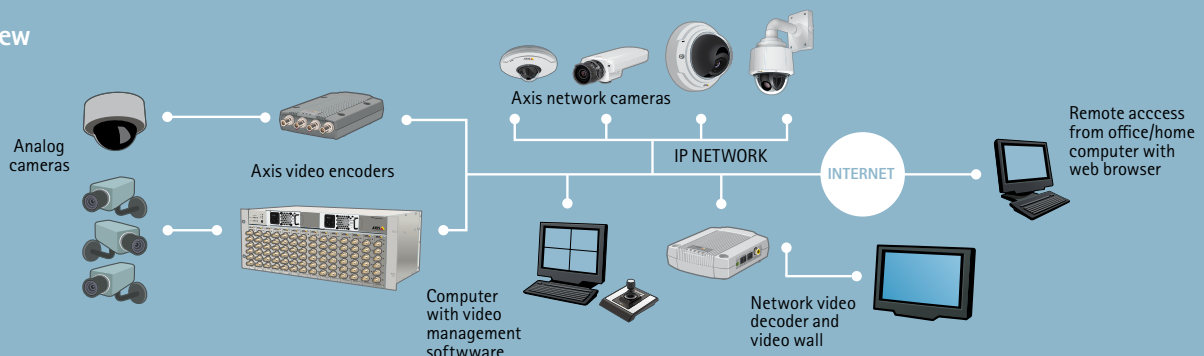 ew
Axis network cameras
Remote acccess
from office/home
computer with
web browser
Analog
cameras
Axis video encoders
IP NETWORK
INTERNET
Computer
with video
management
softwware
Network video
decoder and
video wall